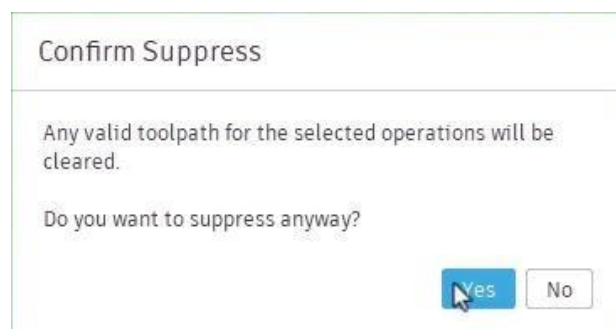 Confirm Suppress
Any valid toolpath for the selected operations will be
cleared.
Do you want to suppress anyway?
Yes No